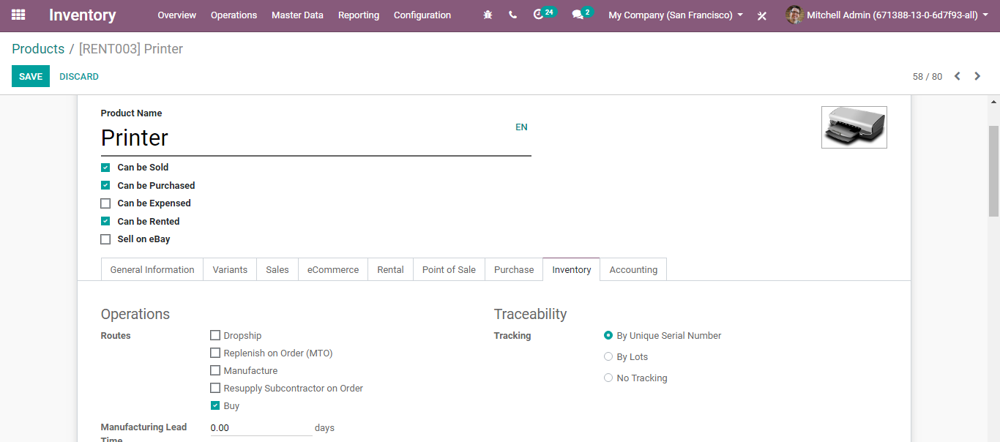 Inventory Overview Operations Master Data Reporting Configuration 24 2 My Company (San Francisco) Mitchell Admin (671388-13-0-6d7f93-all)
Products / [RENT003] Printer
SAVE DISCARD 58 / 80
Product Name
Printer EN
Can be Sold
Can be Purchased
Can be Expensed
Can be Rented
Sell on eBay
General Information Variants Sales eCommerce Rental Point of Sale Purchase Inventory Accounting
Operations Traceability
Routes Dropship Tracking By Unique Serial Number
Replenish on Order (MTO) By Lots
Manufacture No Tracking
Resupply Subcontractor on Order
Buy
Manufacturing Lead 0.00 days
Time